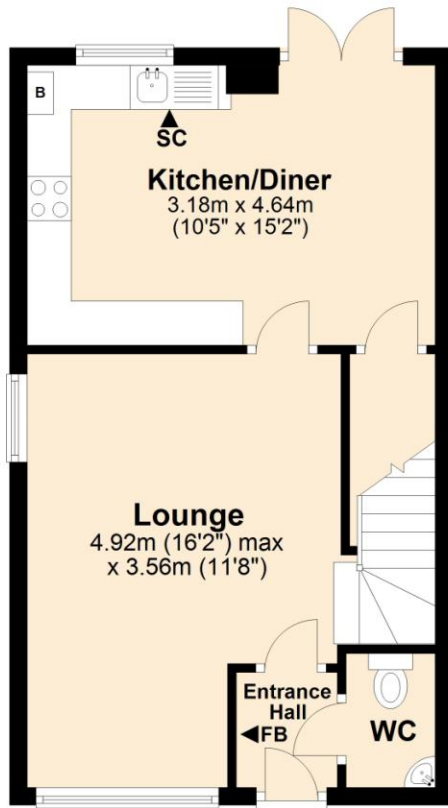 B
SC
Kitchen/Diner
3.18m x 4.64m
(10'5" x 15'2")
Lounge
4.92m (16'2") max
x 3.56m (11'8")
Entrance
Hall
FB
WC